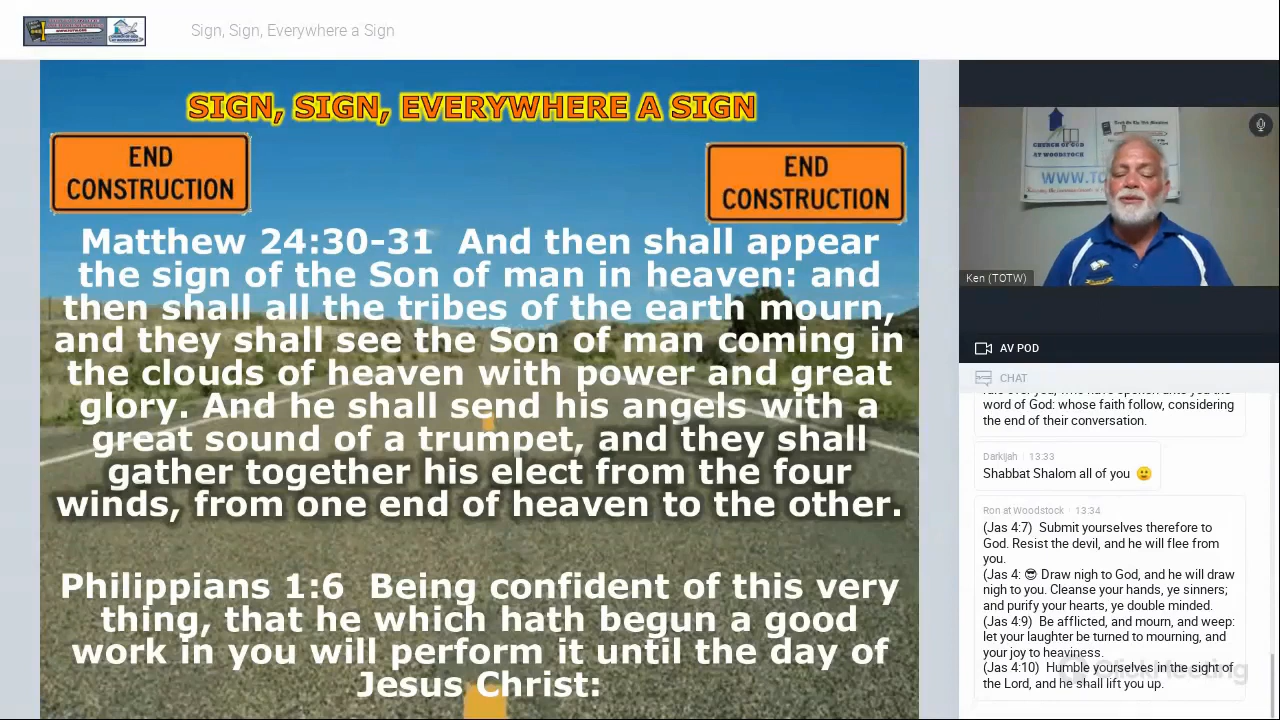 Sign, Sign, Everywhere a Sign
SIGN, SIGN, EVERYWHERE A SIGN
END
CONSTRUCTION
END
CONSTRUCTION
Matthew 24:30-31 And then shall appear
the sign of the Son of man in heaven: and
then shall all the tribes of the earth mourn,
and they shall see the Son of man coming in
the clouds of heaven with power and great
glory. And he shall send his angels with a
great sound of a trumpet, and they shall
gather together his elect from the four
winds, from one end of heaven to the other.
Philippians 1:6 Being confident of this very
thing, that he which hath begun a good
work in you will perform it until the day of
Jesus Christ:
CHURCH OF GOD
AT WOODSTOCK
Ken (TOTW)
AV POD
CHAT
word of God: whose faith follow, considering
the end of their conversation.
Darkijah 13:33
Shabbat Shalom all of you
Ron at Woodstock 13:34
(Jas 4:7) Submit yourselves therefore to
God. Resist the devil, and he will flee from
you.
(Jas 4: 😎 Draw nigh to God, and he will draw
nigh to you. Cleanse your hands, ye sinners;
and purify your hearts, ye double minded.
(Jas 4:9) Be afflicted, and mourn, and weep:
let your laughter be turned to mourning, and
your joy to heaviness.
(Jas 4:10) Humble yourselves in the sight of
the Lord, and he shall lift you up.
ClickMeeting